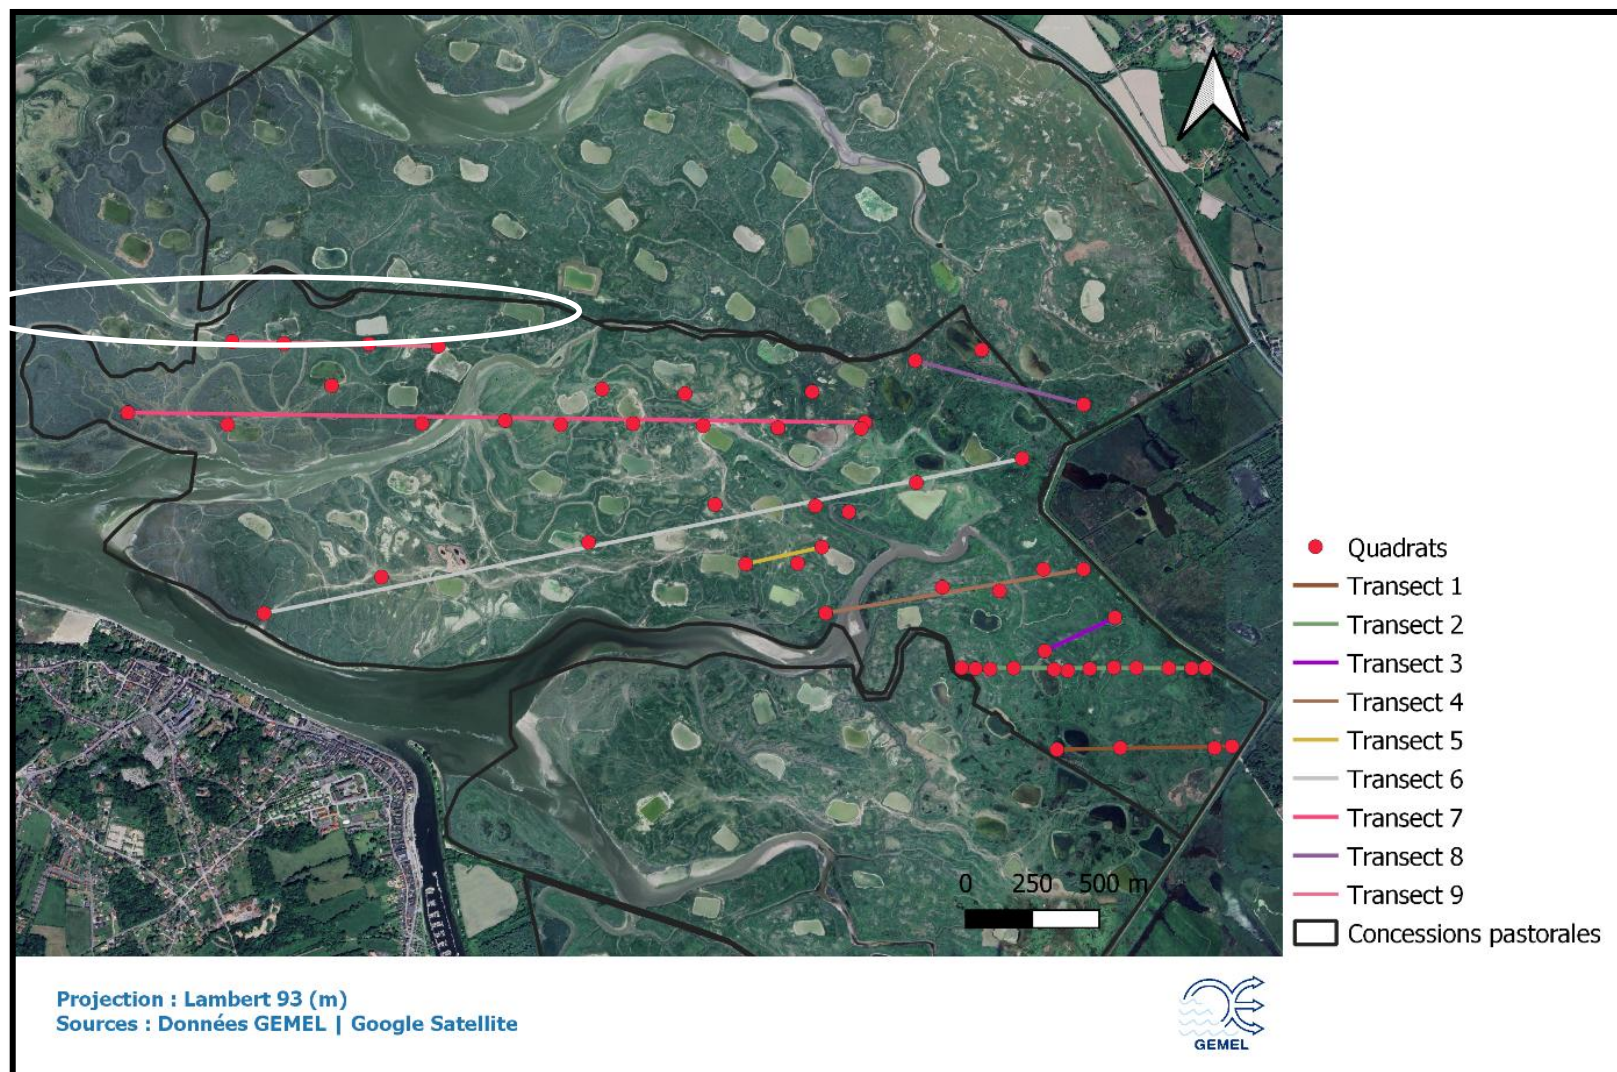 Quadrats
Transect 1
Transect 2
Transect 3
Transect 4
Transect 5
Transect 6
Transect 7
Transect 8
Transect 9
Concessions pastorales
0 250 500 m
Projection : Lambert 93 (m)
Sources : Données GEMEL | Google Satellite
GEMEL